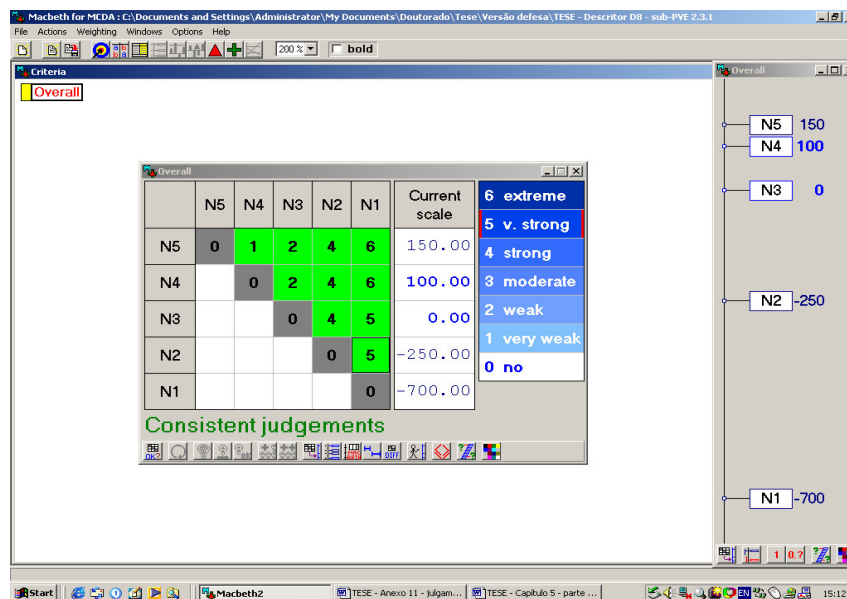 Macbeth for MCDA : C:\Documents and Settings\Administrator\My Documents\Doutorado\Tese\Versão defesa\TESE - Descritor D8 - sub-PVE 2.3.1
File Actions Weighting Windows Options Help
200 % bold
Criteria
Overall
Overall
N5 150
N4 100
N3 0
N2 -250
N1 -700
1 0.?
Overall
N5 N4 N3 N2 N1 Current scale
N5 0 1 2 4 6 150.00
N4 0 2 4 6 100.00
N3 0 4 5 0.00
N2 0 5 -250.00
N1 0 -700.00
6 extreme
5 v. strong
4 strong
3 moderate
2 weak
1 very weak
0 no
Consistent judgements
Start Macbeth2 TESE - Anexo 11 - julgam... TESE - Capítulo 5 - parte ... EN 15:12